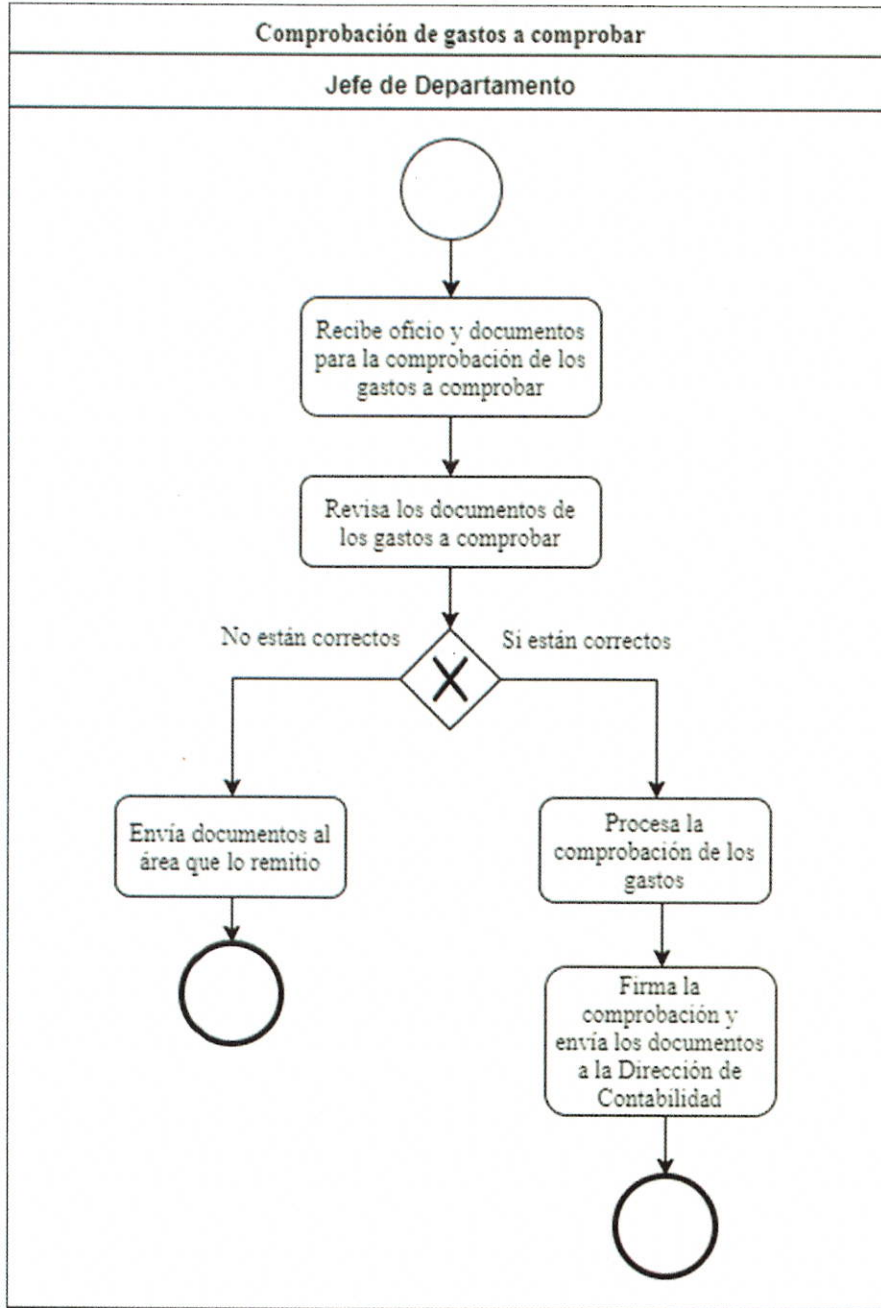 Comprobación de gastos a comprobar
Jefe de Departamento
Recibe oficio y documentos
para la comprobación de los
gastos a comprobar
Revisa los documentos de
los gastos a comprobar
No están correctos
Si están correctos
Envía documentos al
área que lo remitio
Procesa la
comprobación de los
gastos
Firma la
comprobación y
envía los documentos
a la Dirección de
Contabilidad